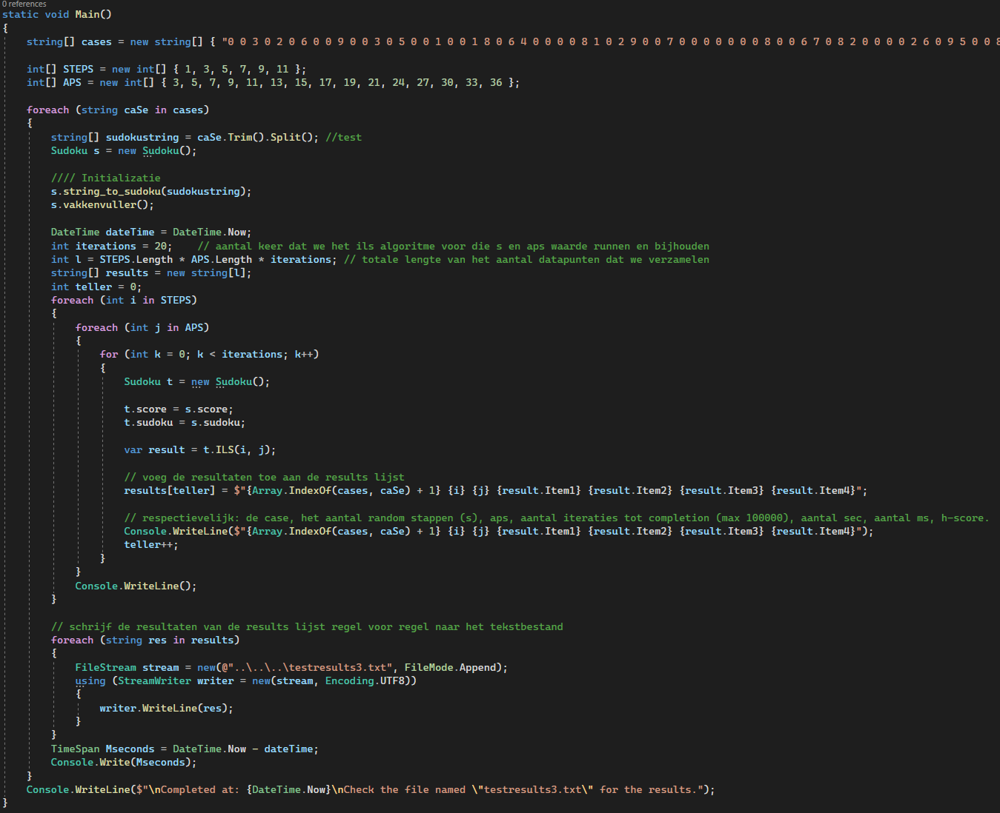 0 references
static void Main()
{
string[] cases = new string[] { "0 0 3 0 2 0 6 0 0 9 0 0 3 0 5 0 0 1 0 0 1 8 0 6 4 0 0 0 0 8 1 0 2 9 0 0 7 0 0 0 0 0 0 0 8 0 0 6 7 0 8 2 0 0 0 0 2 6 0 9 5 0 0 8
int[] STEPS = new int[] { 1, 3, 5, 7, 9, 11 };
int[] APS = new int[] { 3, 5, 7, 9, 11, 13, 15, 17, 19, 21, 24, 27, 30, 33, 36 };
foreach (string caSe in cases)
{
string[] sudokustring = caSe.Trim().Split(); //test
Sudoku s = new Sudoku();
//// Initializatie
s.string_to_sudoku(sudokustring);
s.vakkenvuller();
DateTime dateTime = DateTime.Now;
int iterations = 20;    // aantal keer dat we het ils algoritme voor die s en aps waarde runnen en bijhouden
int l = STEPS.Length * APS.Length * iterations; // totale lengte van het aantal datapunten dat we verzamelen
string[] results = new string[l];
int teller = 0;
foreach (int i in STEPS)
{
foreach (int j in APS)
{
for (int k = 0; k < iterations; k++)
{
Sudoku t = new Sudoku();
t.score = s.score;
t.sudoku = s.sudoku;
var result = t.ILS(i, j);
// voeg de resultaten toe aan de results lijst
results[teller] = $"{Array.IndexOf(cases, caSe) + 1} {i} {j} {result.Item1} {result.Item2} {result.Item3} {result.Item4}";
// respectievelijk: de case, het aantal random stappen (s), aps, aantal iteraties tot completion (max 100000), aantal sec, aantal ms, h-score.
Console.WriteLine($"{Array.IndexOf(cases, caSe) + 1} {i} {j} {result.Item1} {result.Item2} {result.Item3} {result.Item4}");
teller++;
}
}
Console.WriteLine();
}
// schrijf de resultaten van de results lijst regel voor regel naar het tekstbestand
foreach (string res in results)
{
FileStream stream = new(@"..\..\..\testresults3.txt", FileMode.Append);
using (StreamWriter writer = new(stream, Encoding.UTF8))
{
writer.WriteLine(res);
}
}
TimeSpan Mseconds = DateTime.Now - dateTime;
Console.Write(Mseconds);
}
Console.WriteLine($"\nCompleted at: {DateTime.Now}\nCheck the file named \"testresults3.txt\" for the results.");
}